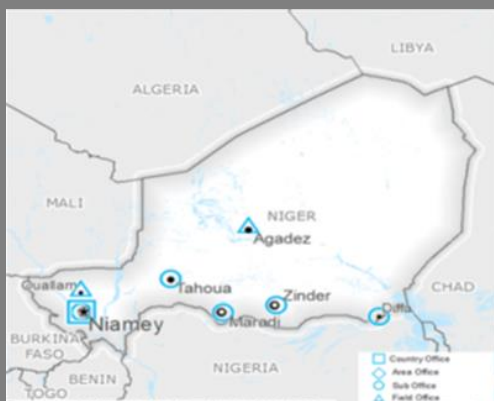 LIBYA
ALGERIA
MALI
NIGER
Agadez
CHAD
Ouallam
Tahoua
Zinder
Niamey
Maradi
Diffa
BURKINA
FASO
NIGERIA
BENIN
TOGO
Country Office
Area Office
Sub Office
Field Office